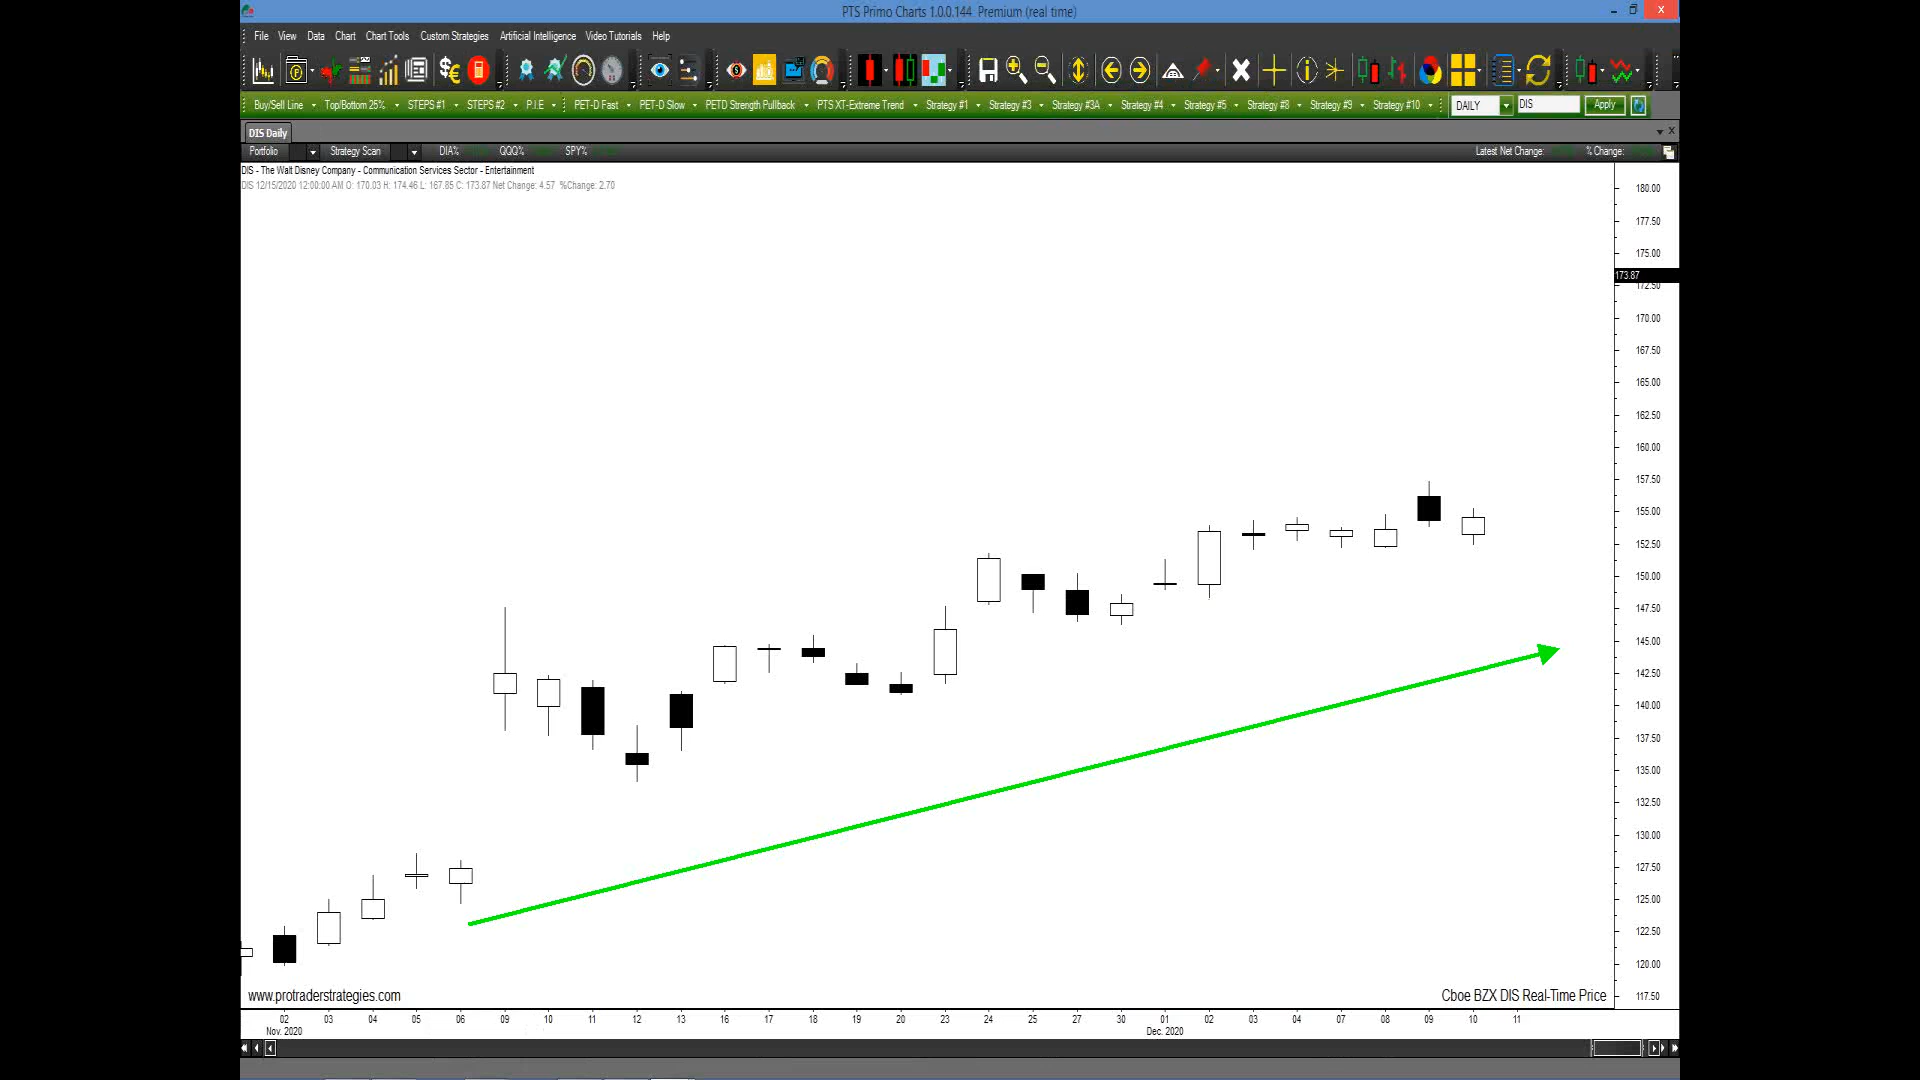 PTS Primo Charts 1.0.0.144 Premium (real time)
File View Data Chart Chart Tools Custom Strategies Artificial Intelligence Video Tutorials Help
Buy/Sell Line Top/Bottom 25% STEPS #1 STEPS #2 P.I.E PET-D Fast PET-D Slow PETD Strength Pullback PTS XT-Extreme Trend Strategy #1 Strategy #3 Strategy #3A Strategy #4 Strategy #5 Strategy #8 Strategy #9 Strategy #10 DAILY DIS Apply
DIS Daily
Portfolio Strategy Scan DIA% QQQ% SPY% Latest Net Change: % Change:
DIS - The Walt Disney Company - Communication Services Sector - Entertainment
DIS 12/15/2020 12:00:00 AM O: 170.03 H: 174.46 L: 167.85 C: 173.87 Net Change: 4.57 %Change: 2.70
180.00
177.50
175.00
173.87
172.50
170.00
167.50
165.00
162.50
160.00
157.50
155.00
152.50
150.00
147.50
145.00
142.50
140.00
137.50
135.00
132.50
130.00
127.50
125.00
122.50
120.00
117.50
www.protraderstrategies.com Cboe BZX DIS Real-Time Price
02 03 04 05 06 09 10 11 12 13 16 17 18 19 20 23 24 25 27 30 01 02 03 04 07 08 09 10 11
Nov. 2020 Dec. 2020